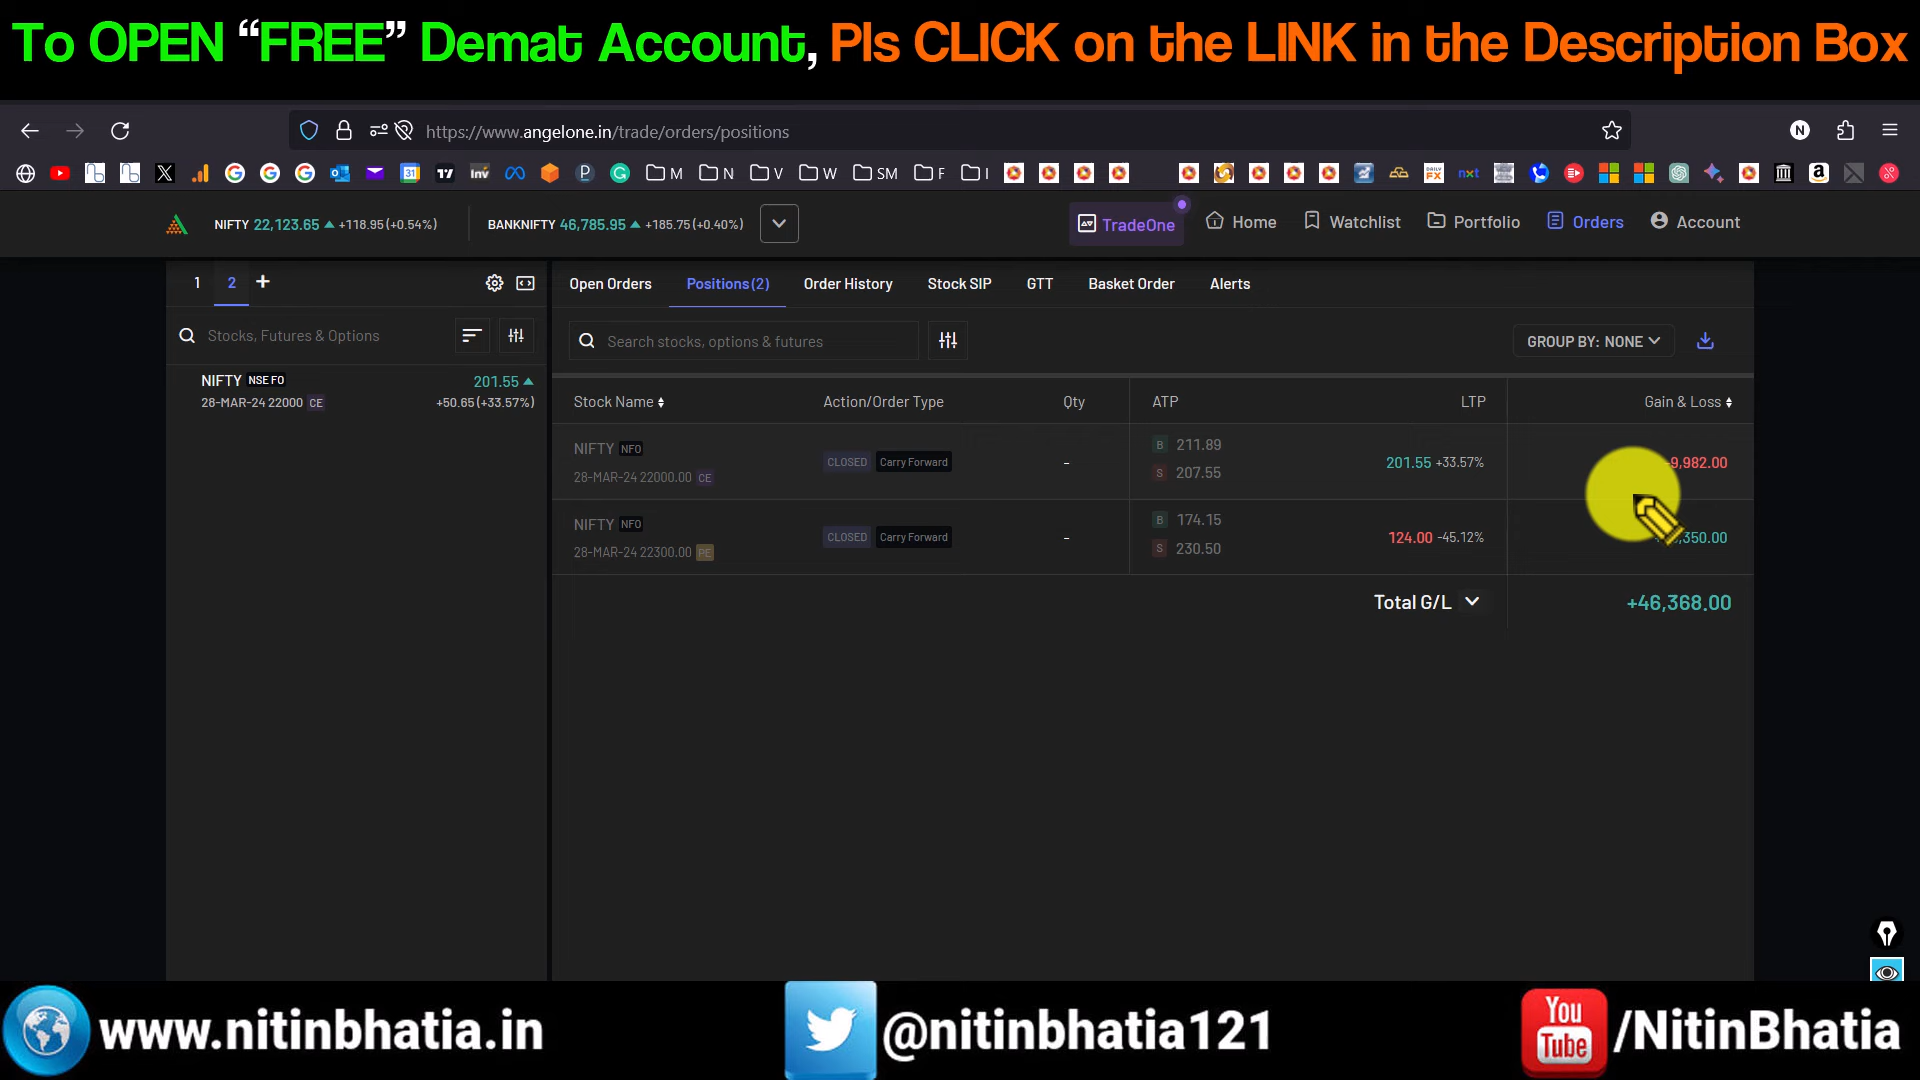 To OPEN “FREE” Demat Account, Pls CLICK on the LINK in the Description Box
https://www.angelone.in/trade/orders/positions
M N V W SM F I
NIFTY 22,123.65 +118.95 (+0.54%) BANKNIFTY 46,785.95 +185.75 (+0.40%) TradeOne Home Watchlist Portfolio Orders Account
1 2 + Open Orders Positions (2) Order History Stock SIP GTT Basket Order Alerts
Stocks, Futures & Options Search stocks, options & futures GROUP BY: NONE
NIFTY NSE FO 201.55
28-MAR-24 22000 CE +50.65 (+33.57%)
Stock Name Action/Order Type Qty ATP LTP Gain & Loss
NIFTY NFO B 211.89
CLOSED Carry Forward - 201.55 +33.57% -9,982.00
28-MAR-24 22000.00 CE S 207.55
NIFTY NFO B 174.15
CLOSED Carry Forward - 124.00 -45.12%
28-MAR-24 22300.00 PE S 230.50
Total G/L +46,368.00
www.nitinbhatia.in @nitinbhatia121 You Tube /NitinBhatia